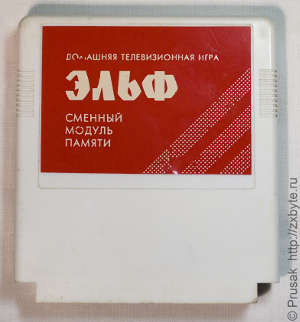 ДОМАШНЯЯ ТЕЛЕВИЗИОННАЯ ИГРА
ЭЛЬФ
СМЕННЫЙ
МОДУЛЬ
ПАМЯТИ
© Prusak http://zxbyte.ru